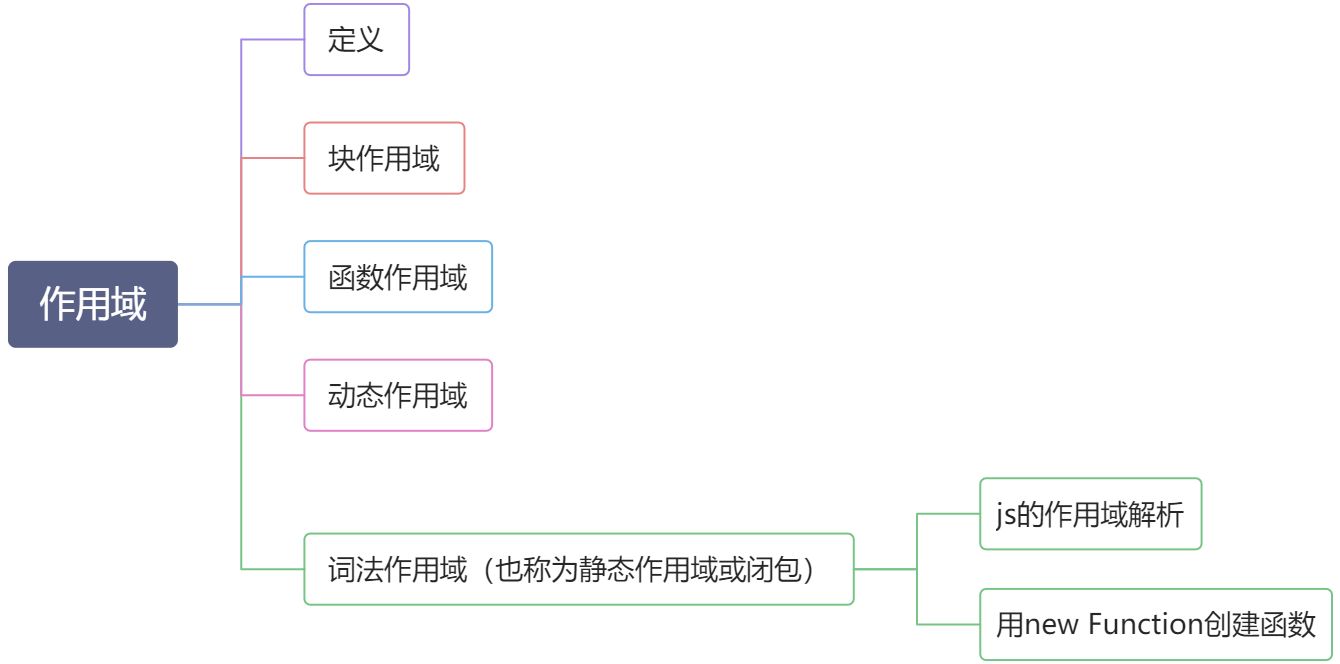 作用域
定义
块作用域
函数作用域
动态作用域
词法作用域（也称为静态作用域或闭包）
js的作用域解析
用new Function创建函数